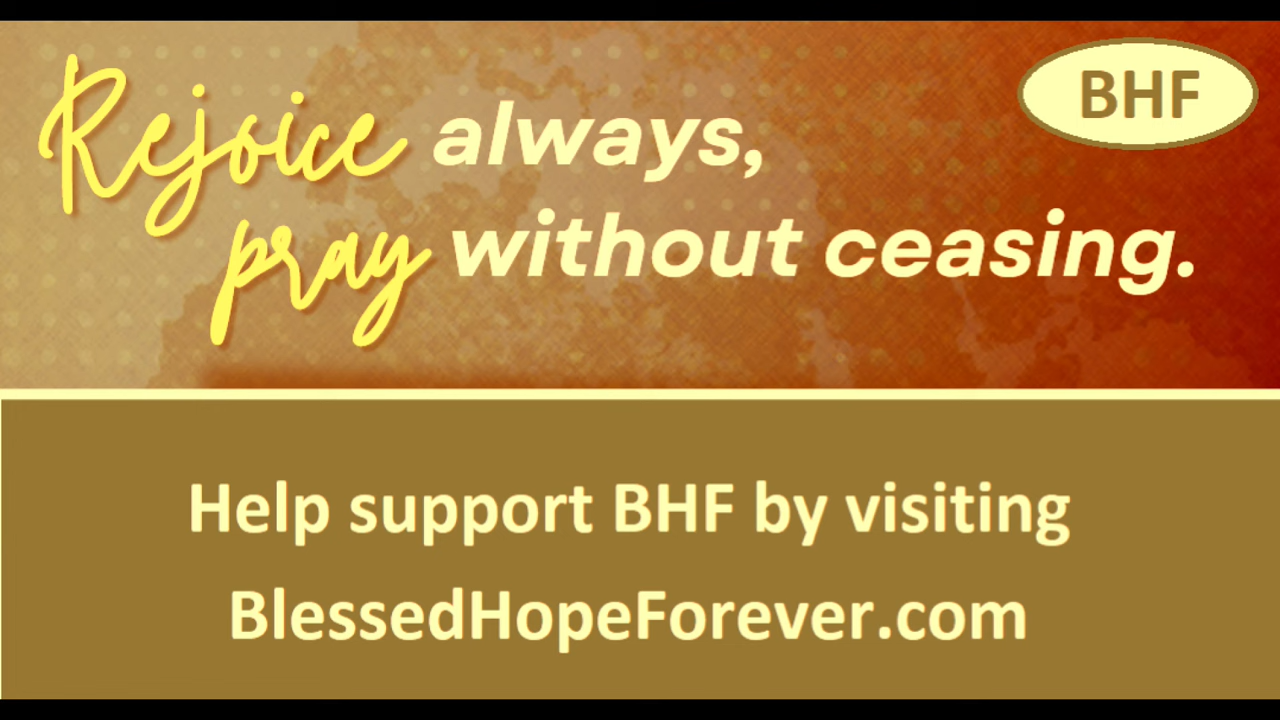 BHF
Rejoice always,
pray without ceasing.
Help support BHF by visiting
BlessedHopeForever.com